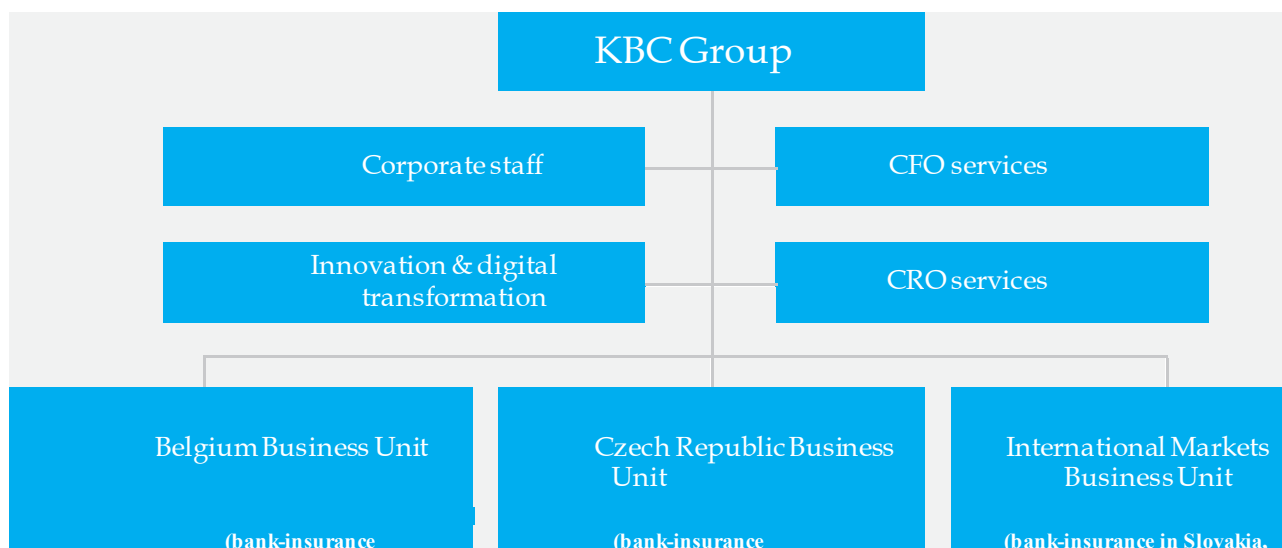 KBC Group
Corporate staff
CFO services
Innovation & digital
transformation
CRO services
Belgium Business Unit
Czech Republic Business
Unit
International Markets
Business Unit
(bank-insurance
(bank-insurance
(bank-insurance in Slovakia,